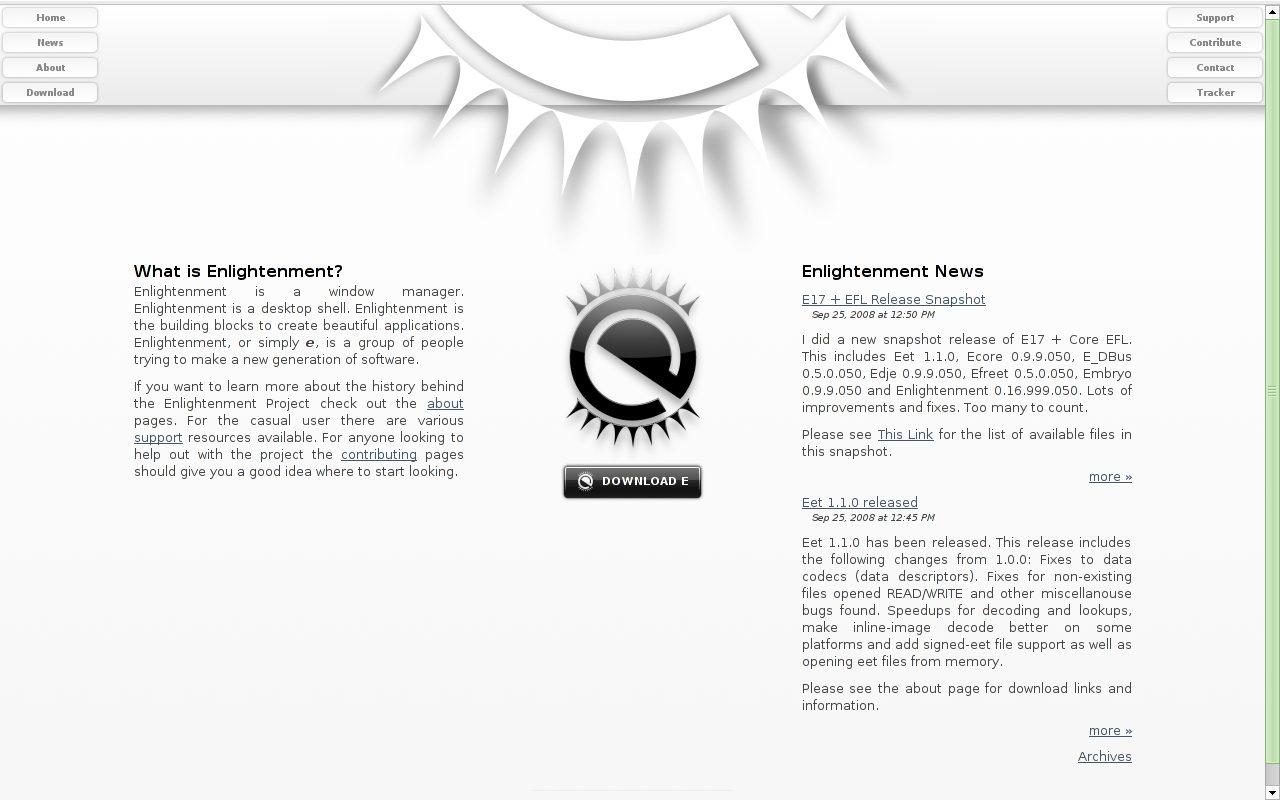 Home
News
About
Download
Support
Contribute
Contact
Tracker
What is Enlightenment?
Enlightenment is a window manager.
Enlightenment is a desktop shell. Enlightenment is
the building blocks to create beautiful applications.
Enlightenment, or simply e, is a group of people
trying to make a new generation of software.
If you want to learn more about the history behind
the Enlightenment Project check out the about
pages. For the casual user there are various
support resources available. For anyone looking to
help out with the project the contributing pages
should give you a good idea where to start looking.
DOWNLOAD E
Enlightenment News
E17 + EFL Release Snapshot
Sep 25, 2008 at 12:50 PM
I did a new snapshot release of E17 + Core EFL.
This includes Eet 1.1.0, Ecore 0.9.9.050, E_DBus
0.5.0.050, Edje 0.9.9.050, Efreet 0.5.0.050, Embryo
0.9.9.050 and Enlightenment 0.16.999.050. Lots of
improvements and fixes. Too many to count.
Please see This Link for the list of available files in
this snapshot.
more »
Eet 1.1.0 released
Sep 25, 2008 at 12:45 PM
Eet 1.1.0 has been released. This release includes
the following changes from 1.0.0: Fixes to data
codecs (data descriptors). Fixes for non-existing
files opened READ/WRITE and other miscellanouse
bugs found. Speedups for decoding and lookups,
make inline-image decode better on some
platforms and add signed-eet file support as well as
opening eet files from memory.
Please see the about page for download links and
information.
more »
Archives